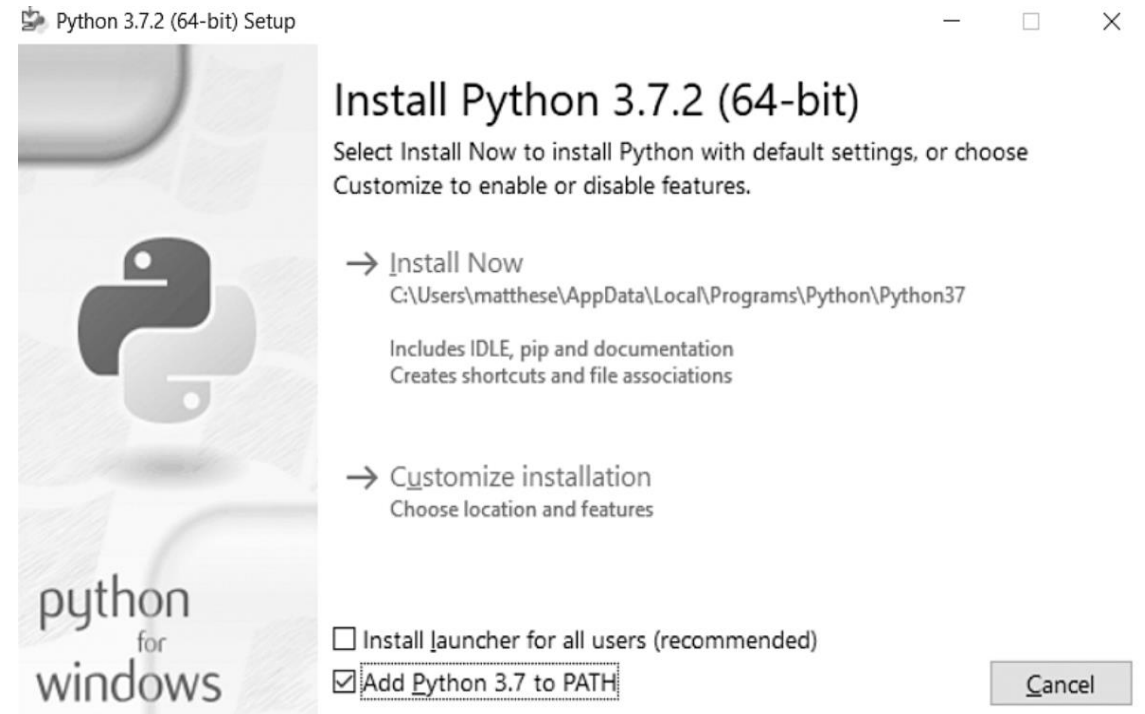 Python 3.7.2 (64-bit) Setup
Install Python 3.7.2 (64-bit)
Select Install Now to install Python with default settings, or choose
Customize to enable or disable features.
Install Now
C:\Users\matthese\AppData\Local\Programs\Python\Python37
Includes IDLE, pip and documentation
Creates shortcuts and file associations
Customize installation
Choose location and features
python
for
windows
Install launcher for all users (recommended)
Add Python 3.7 to PATH
Cancel